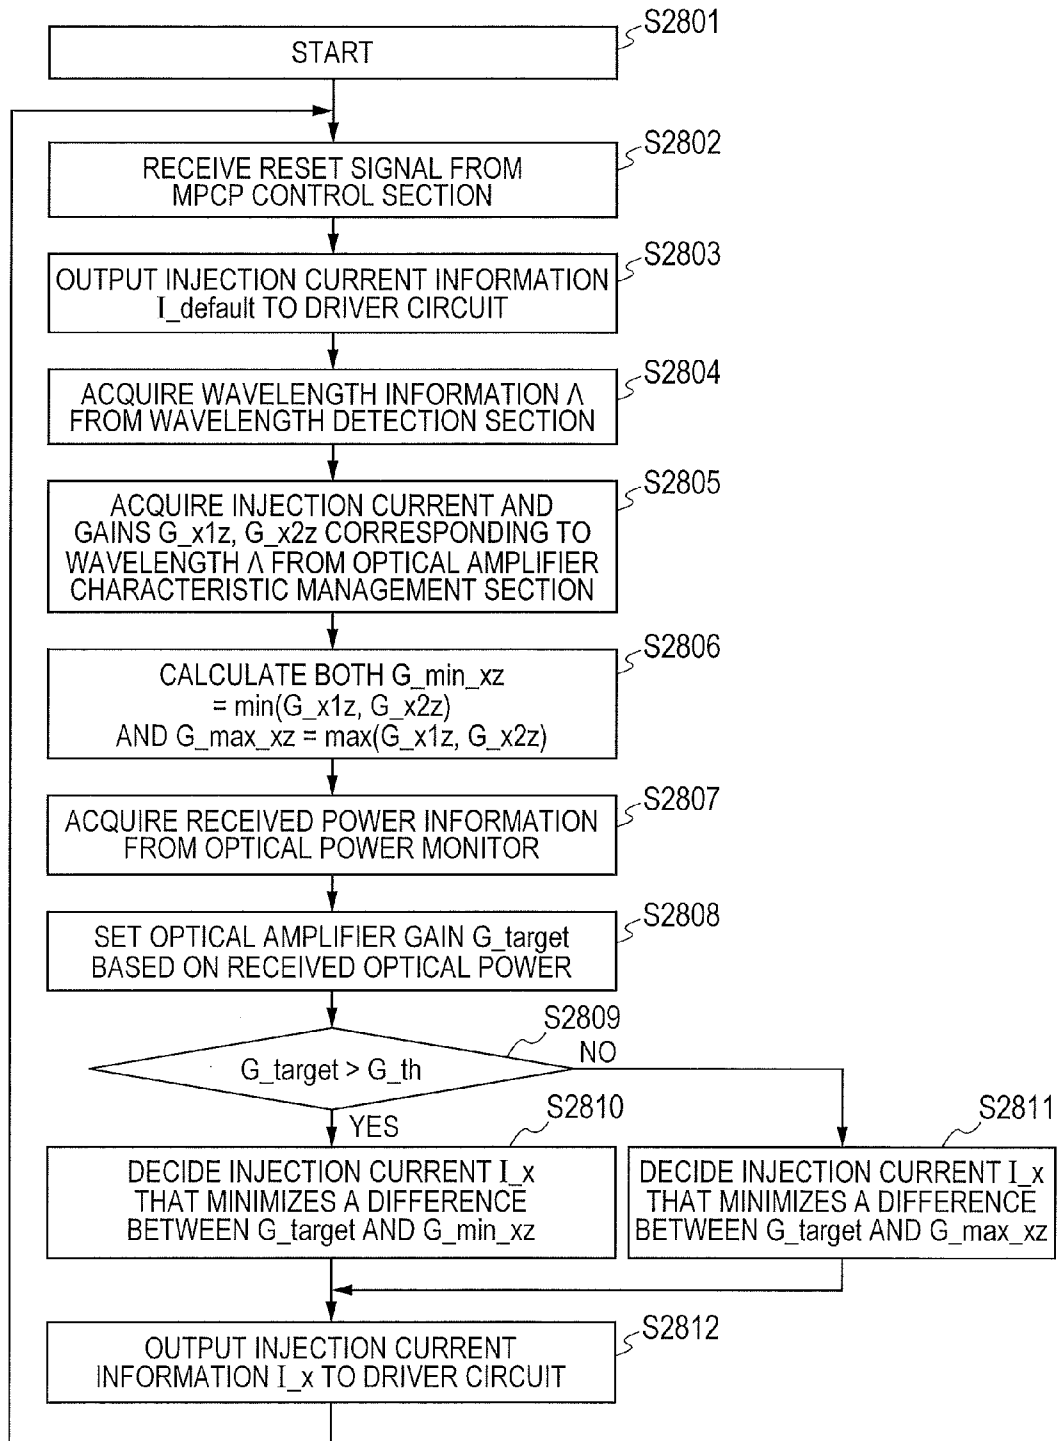 S2801
START
S2802
RECEIVE RESET SIGNAL FROM
MPCP CONTROL SECTION
S2803
OUTPUT INJECTION CURRENT INFORMATION
I_default TO DRIVER CIRCUIT
S2804
ACQUIRE WAVELENGTH INFORMATION Λ
FROM WAVELENGTH DETECTION SECTION
S2805
ACQUIRE INJECTION CURRENT AND
GAINS G_x1z, G_x2z CORRESPONDING TO
WAVELENGTH Λ FROM OPTICAL AMPLIFIER
CHARACTERISTIC MANAGEMENT SECTION
S2806
CALCULATE BOTH G_min_xz
= min(G_x1z, G_x2z)
AND G_max_xz = max(G_x1z, G_x2z)
S2807
ACQUIRE RECEIVED POWER INFORMATION
FROM OPTICAL POWER MONITOR
S2808
SET OPTICAL AMPLIFIER GAIN G_target
BASED ON RECEIVED OPTICAL POWER
S2809
G_target > G_th
NO
YES
S2810
DECIDE INJECTION CURRENT I_x
THAT MINIMIZES A DIFFERENCE
BETWEEN G_target AND G_min_xz
S2811
DECIDE INJECTION CURRENT I_x
THAT MINIMIZES A DIFFERENCE
BETWEEN G_target AND G_max_xz
S2812
OUTPUT INJECTION CURRENT
INFORMATION I_x TO DRIVER CIRCUIT